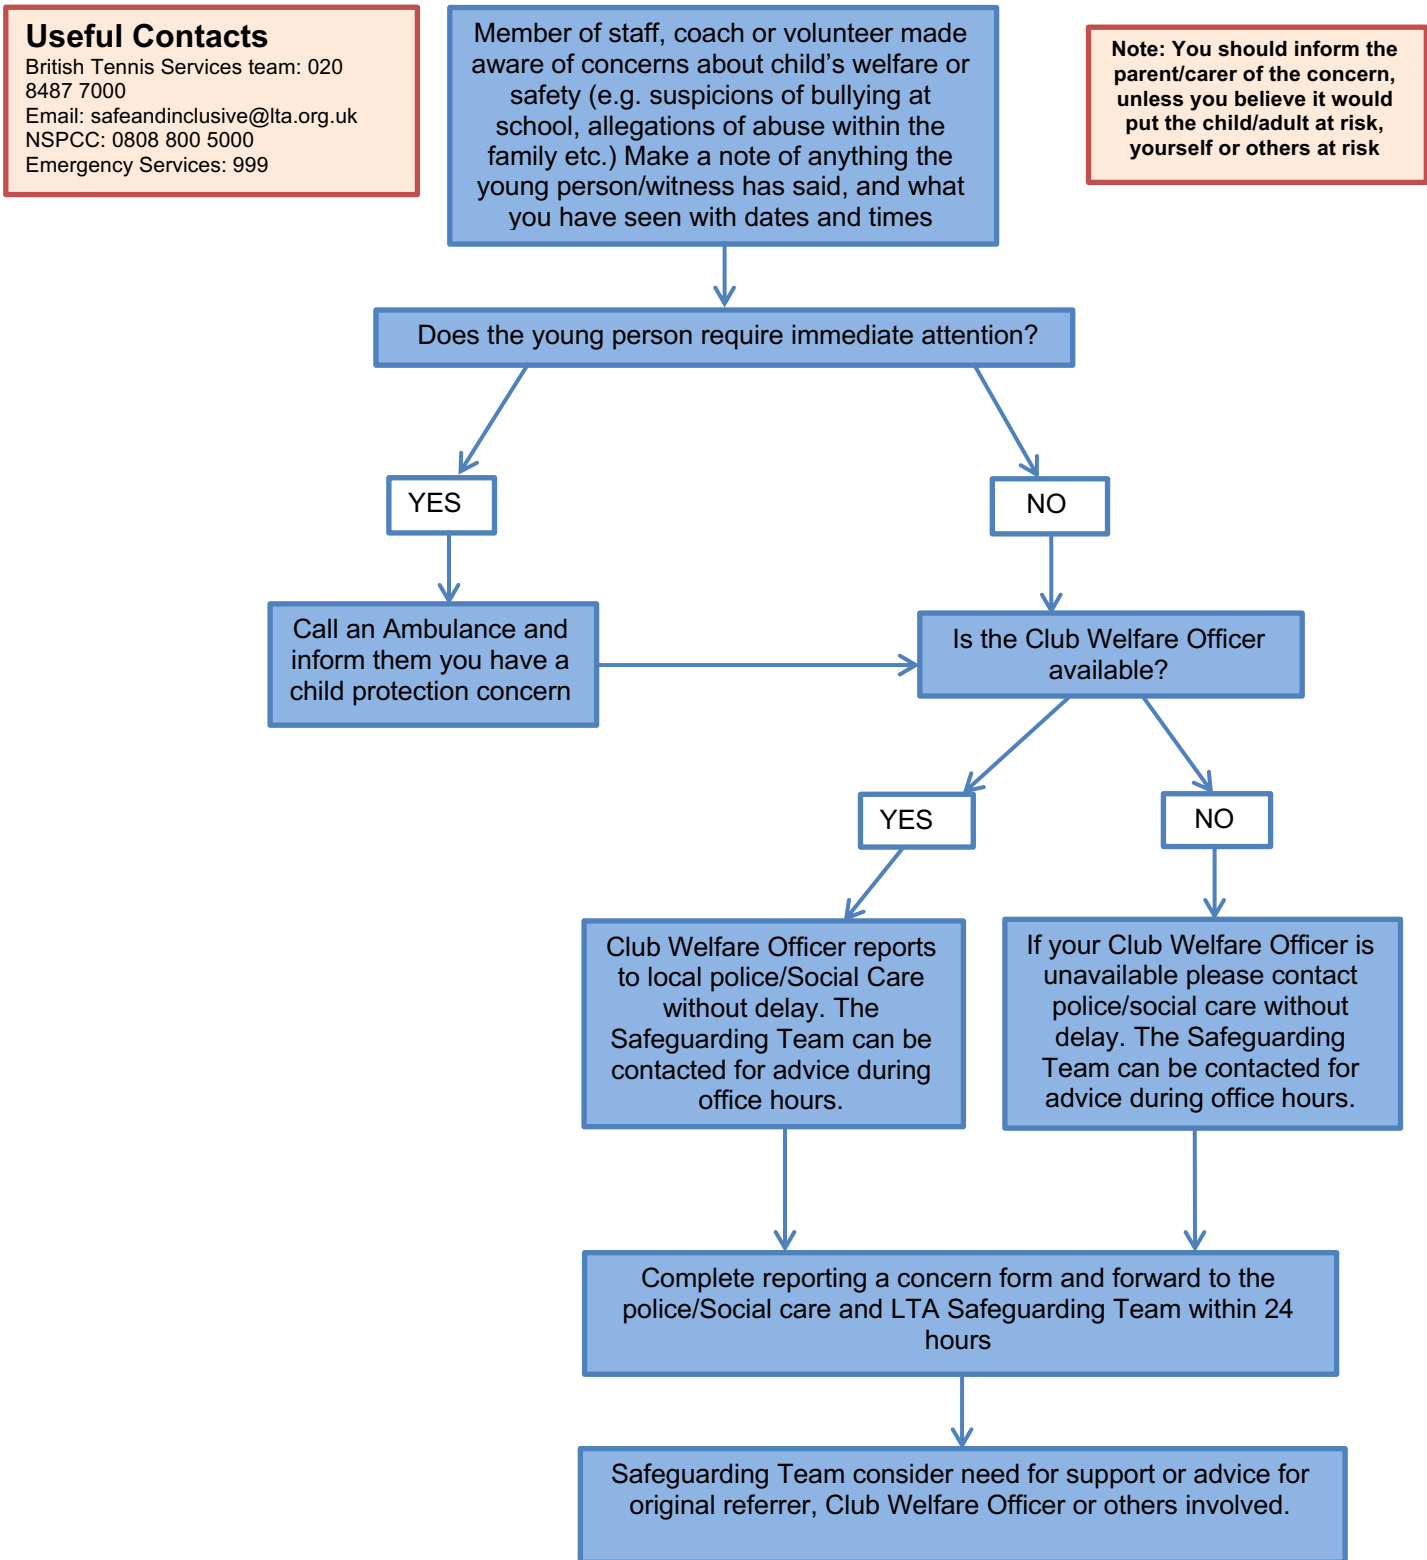 Useful Contacts
British Tennis Services team: 020
8487 7000
Email: safeandinclusive@lta.org.uk
NSPCC: 0808 800 5000
Emergency Services: 999
Member of staff, coach or volunteer made
aware of concerns about child’s welfare or
safety (e.g. suspicions of bullying at
school, allegations of abuse within the
family etc.) Make a note of anything the
young person/witness has said, and what
you have seen with dates and times
Note: You should inform the
parent/carer of the concern,
unless you believe it would
put the child/adult at risk,
yourself or others at risk
Does the young person require immediate attention?
YES
NO
Call an Ambulance and
inform them you have a
child protection concern
Is the Club Welfare Officer
available?
YES
NO
Club Welfare Officer reports
to local police/Social Care
without delay. The
Safeguarding Team can be
contacted for advice during
office hours.
If your Club Welfare Officer is
unavailable please contact
police/social care without
delay. The Safeguarding
Team can be contacted for
advice during office hours.
Complete reporting a concern form and forward to the
police/Social care and LTA Safeguarding Team within 24
hours
Safeguarding Team consider need for support or advice for
original referrer, Club Welfare Officer or others involved.